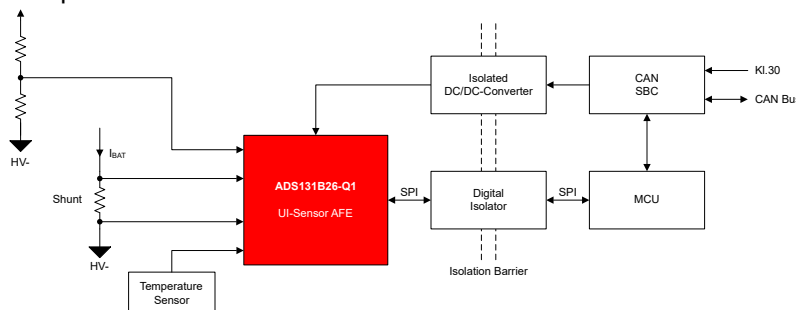 Isolated
DC/DC-Converter
CAN
SBC
Kl.30
CAN Bus
HV-
IBAT
Shunt
HV-
ADS131B26-Q1
UI-Sensor AFE
SPI
Digital
Isolator
SPI
MCU
Isolation Barrier
Temperature
Sensor